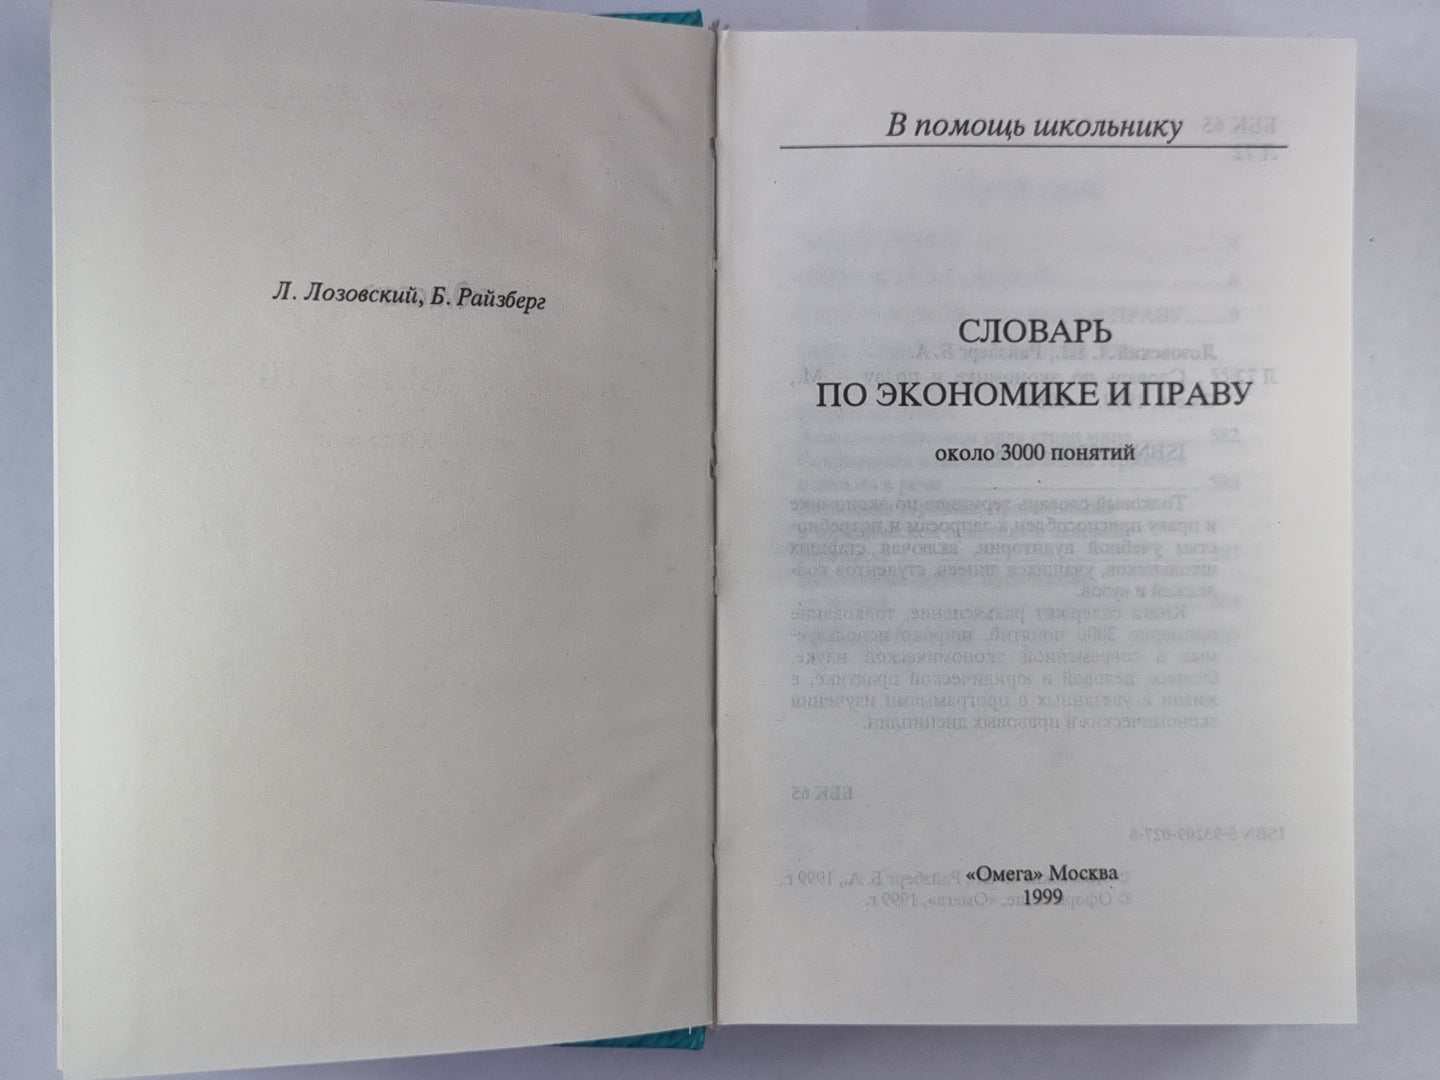 Л. Лозовский, Б. Райзберг
В помощь школьнику
СЛОВАРЬ
ПО ЭКОНОМИКЕ И ПРАВУ
около 3000 понятий
«Омега» Москва
1999